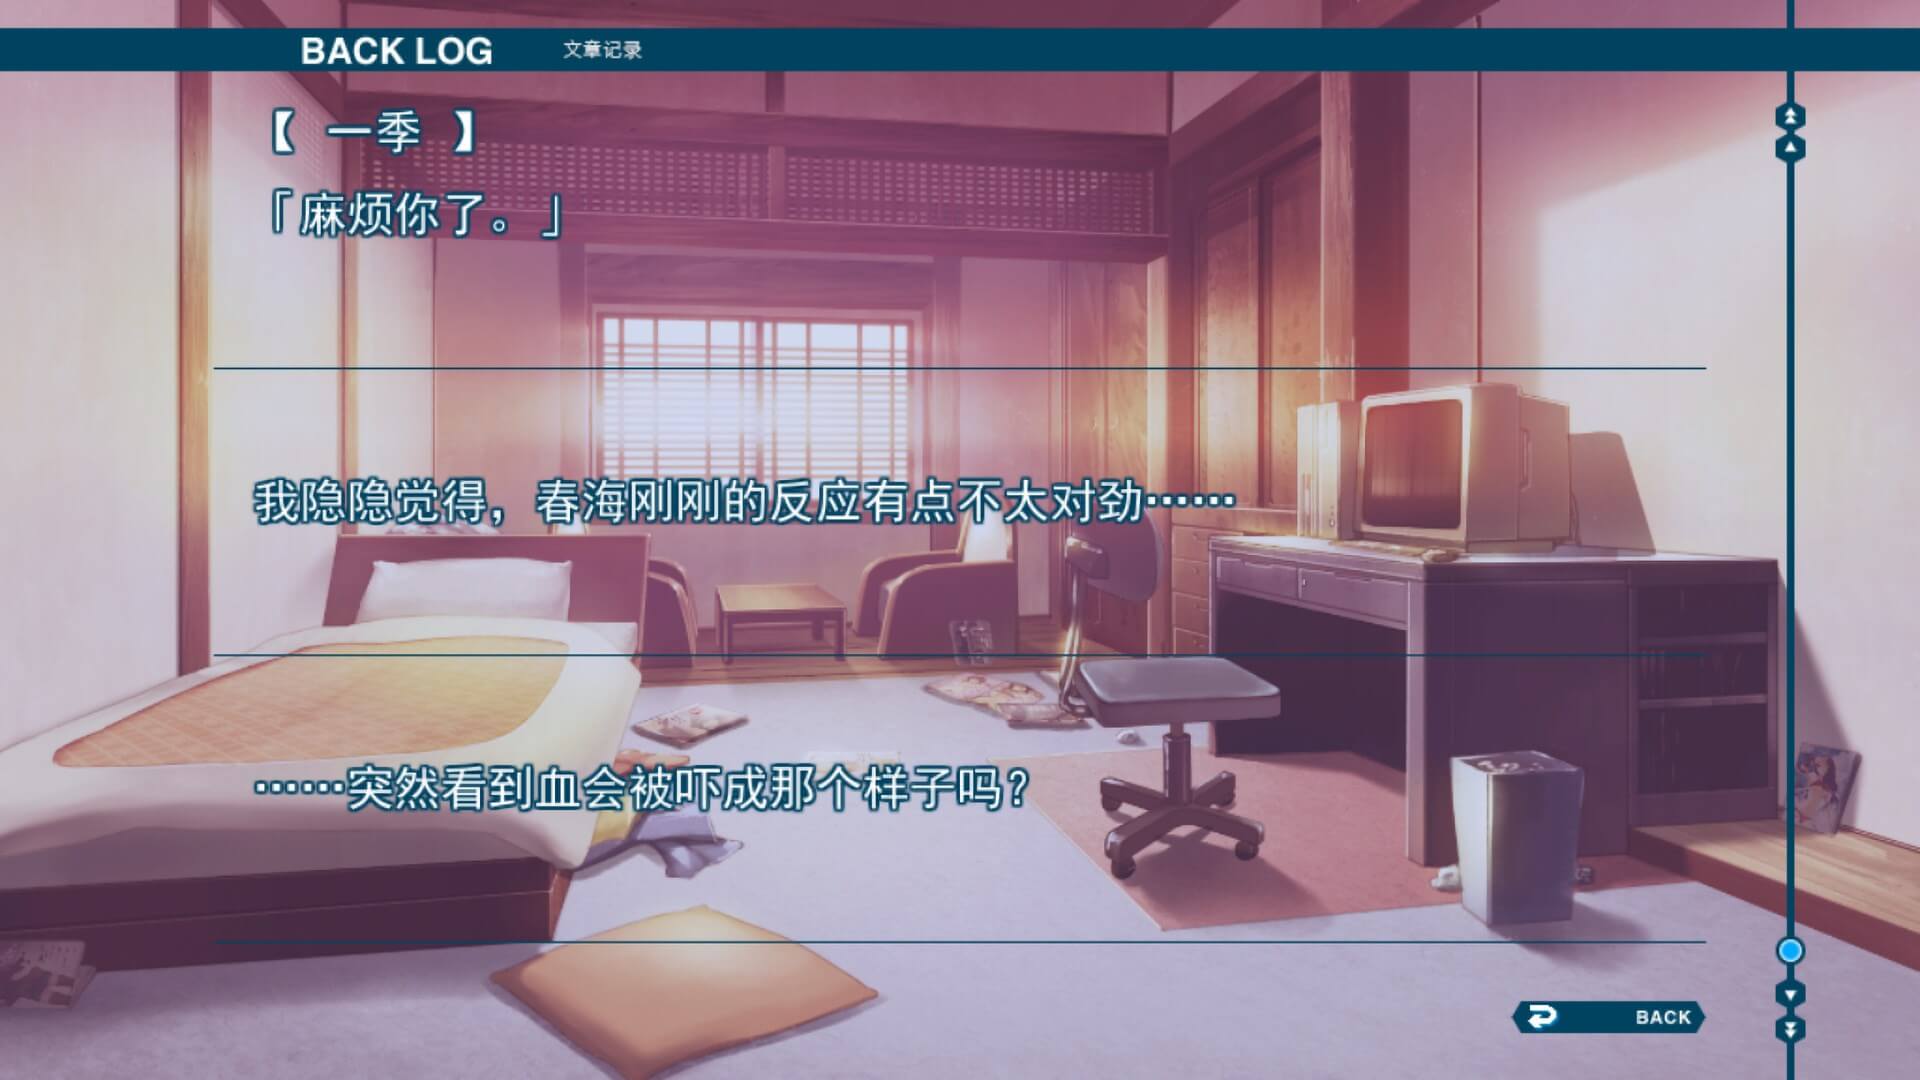 BACK LOG 文章记录
【 一季 】
「麻烦你了。」
我隐隐觉得，春海刚刚的反应有点不太对劲……
……突然看到血会被吓成那个样子吗？
BACK